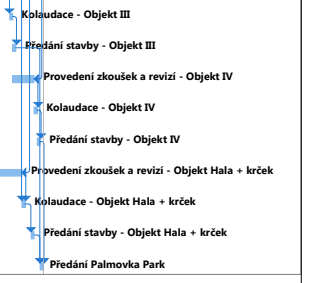 Kolaudace - Objekt III
Předání stavby - Objekt III
Provedení zkoušek a revizí - Objekt IV
Kolaudace - Objekt IV
Předání stavby - Objekt IV
Provedení zkoušek a revizí - Objekt Hala + krček
Kolaudace - Objekt Hala + krček
Předání stavby - Objekt Hala + krček
Předání Palmovka Park